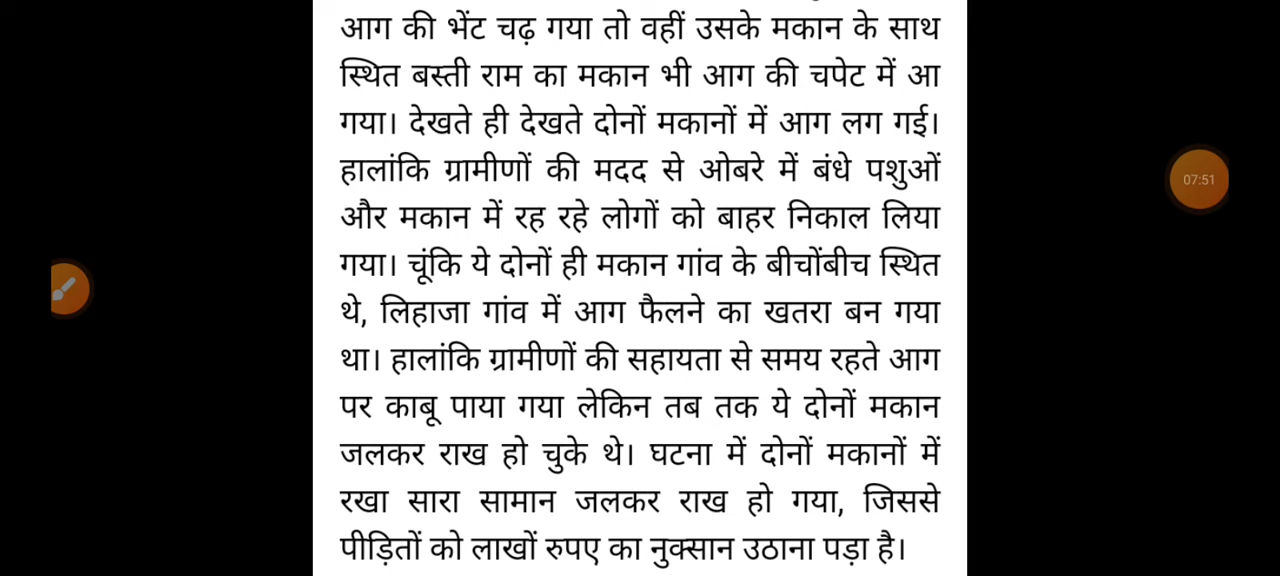 आग की भेंट चढ़ गया तो वहीं उसके मकान के साथ
स्थित बस्ती राम का मकान भी आग की चपेट में आ
गया। देखते ही देखते दोनों मकानों में आग लग गई।
हालांकि ग्रामीणों की मदद से ओबरे में बंधे पशुओं
और मकान में रह रहे लोगों को बाहर निकाल लिया
गया। चूंकि ये दोनों ही मकान गांव के बीचोंबीच स्थित
थे, लिहाजा गांव में आग फैलने का खतरा बन गया
था। हालांकि ग्रामीणों की सहायता से समय रहते आग
पर काबू पाया गया लेकिन तब तक ये दोनों मकान
जलकर राख हो चुके थे। घटना में दोनों मकानों में
रखा सारा सामान जलकर राख हो गया, जिससे
पीड़ितों को लाखों रुपए का नुक्सान उठाना पड़ा है।
07:51